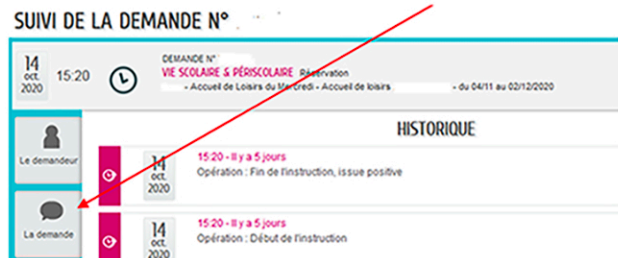 SUIVI DE LA DEMANDE N°
14
oct.
2020
15:20
DEMANDE N°
VIE SCOLAIRE & PÉRISCOLAIRE Réservation
- Accueil de Loisirs du Mercredi - Accueil de loisirs - du 04/11 au 02/12/2020
Le demandeur
La demande
HISTORIQUE
14
oct.
2020
15:20 - Il y a 5 jours
Opération : Fin de l'instruction, issue positive
14
oct.
2020
15:20 - Il y a 5 jours
Opération : Début de l'instruction